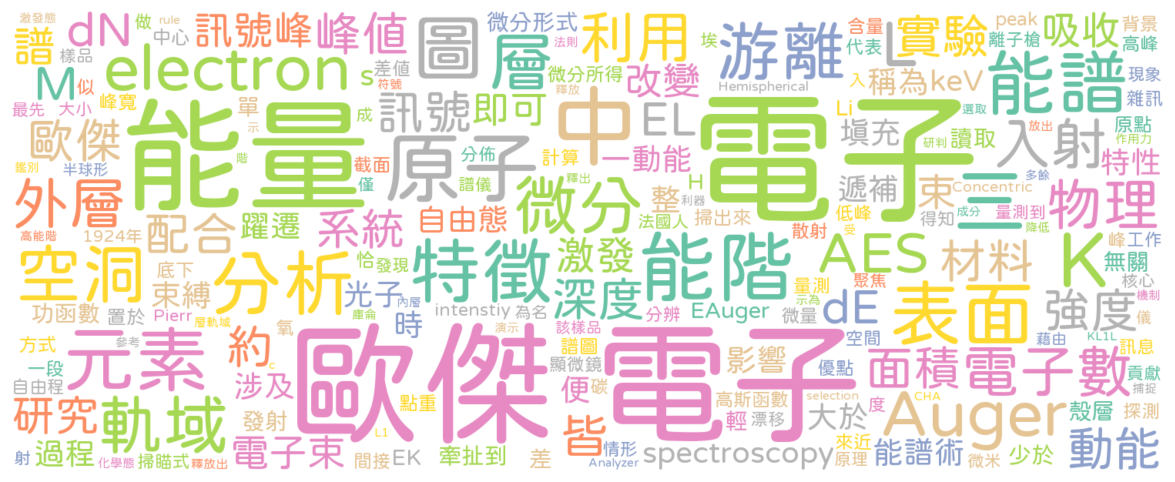 譜 dN 做 rule 中心 訊號峰 峰值 圖 層 微分形式 法則 埃 利用 游離 L 含量 代表 實驗 peak 離子槍 吸收 背景 高峰
激發態 樣品 M 似 electron s 差值 符號 微分所得 釋放 改變 Hemispherical 入 稱為 keV 能譜 現象 雜訊
最先 大小 峰寬 單 示 成 訊號 即可 中 EL Li 選取 填充 讀取 研判 放出 入射 原點 作用力
歐傑 能量 階 截面 僅 分佈 譜儀 原子 計算 一動能 電子 遞補 束 三 特性
鑑別 半球形 外層 H 釋出 整 利器 掃出來 Concentric 多餘 物理
高能階 1924年 配合 躍遷 系統 自由態 微分 法國人 低峰 得知 成分 量測到 受 降低
空洞 底下 束縛 分析 恰 發現 特徵 激發 能階 散射 AES 材料 K 峰 工作 無關
功函數 置於 Pierr 層軌域 光子 庫侖 內層 時 intenstiy 為名 深度 微量 分辨 EAuger 量測 示為 聚焦 dE 表面 核心 強度 機制 儀
方式 一段 參考 氧 元素 約 演示 歐傑電子 該樣品 譜圖 顯微鏡 影響 空間 優點 藉由 KL1L 訊息 貢獻
自由程 c 涉及 點重 便 碳 高斯函數 selection 面積 電子數 捕捉
研究 軌域 發射 皆 輕 漂移 大於 度 CHA Auger 殼層 探測
射 過程 化學態 掃瞄式 釋放出 電子束 L1 間接 EK 牽扯到 差 情形 Analyzer spectroscopy 來近 原理 能譜術 微米 少於 動能